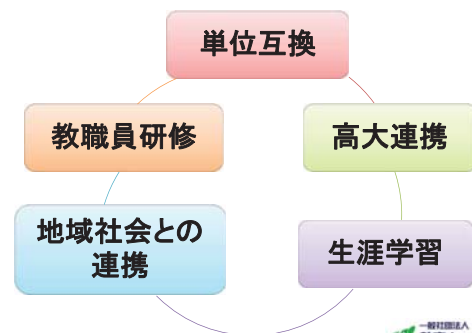 単位互換
教職員研修
高大連携
地域社会との
連携
生涯学習
一般社団法人